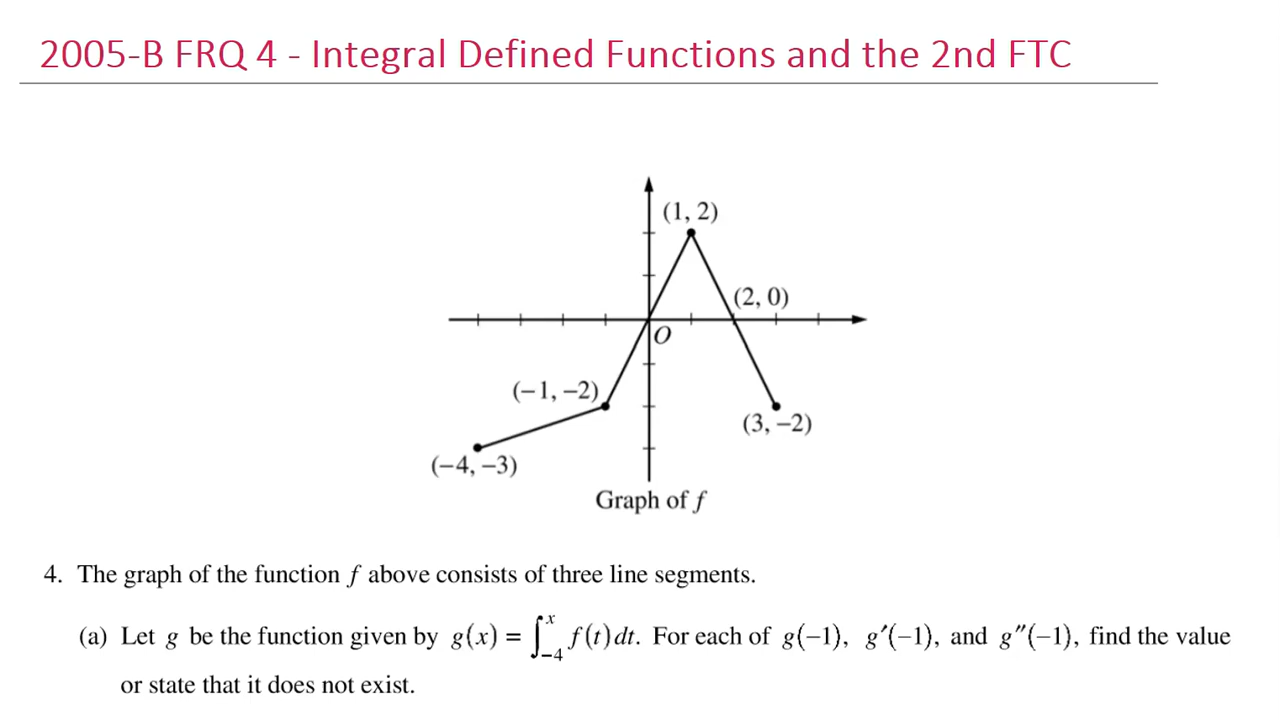 2005-B FRQ 4 - Integral Defined Functions and the 2nd FTC
(1, 2)
(2, 0)
O
(−1, −2)
(3, −2)
(−4, −3)
Graph of f
4. The graph of the function f above consists of three line segments.
(a) Let g be the function given by g(x) = ∫_{−4}^{x} f(t) dt. For each of g(−1), g′(−1), and g″(−1), find the value
or state that it does not exist.